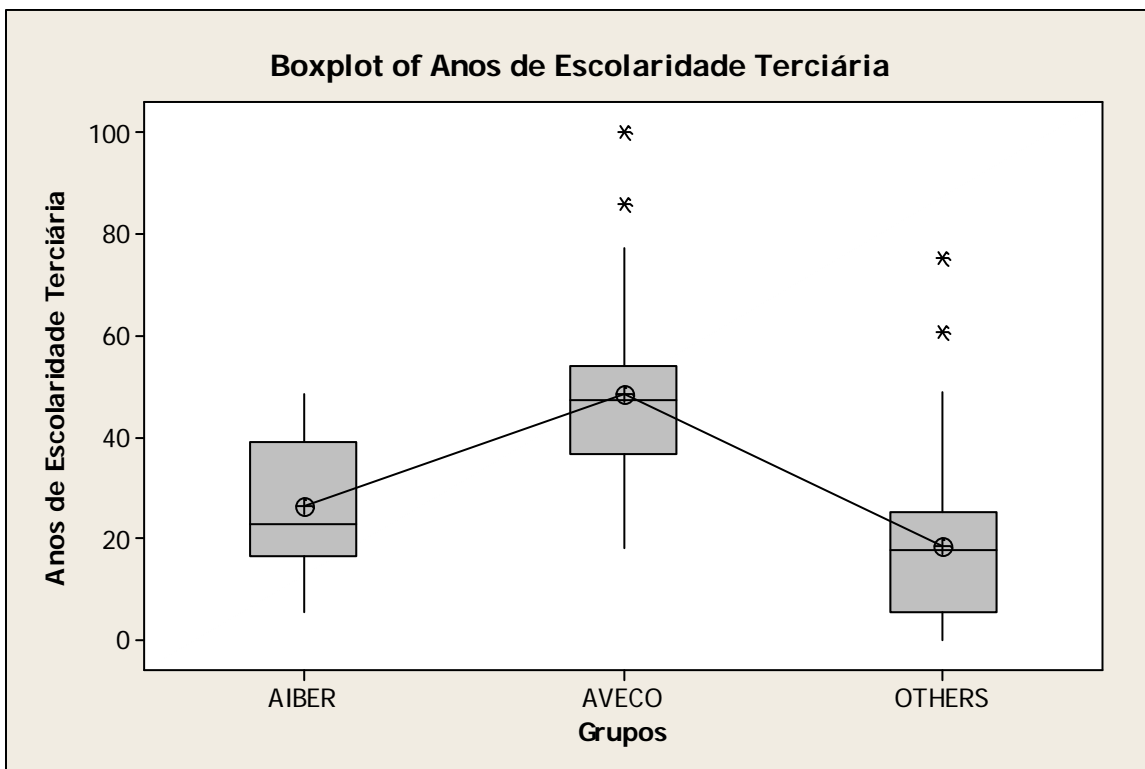 Boxplot of Anos de Escolaridade Terciária
Anos de Escolaridade Terciária
100
80
60
40
20
0
AIBER AVECO OTHERS
Grupos